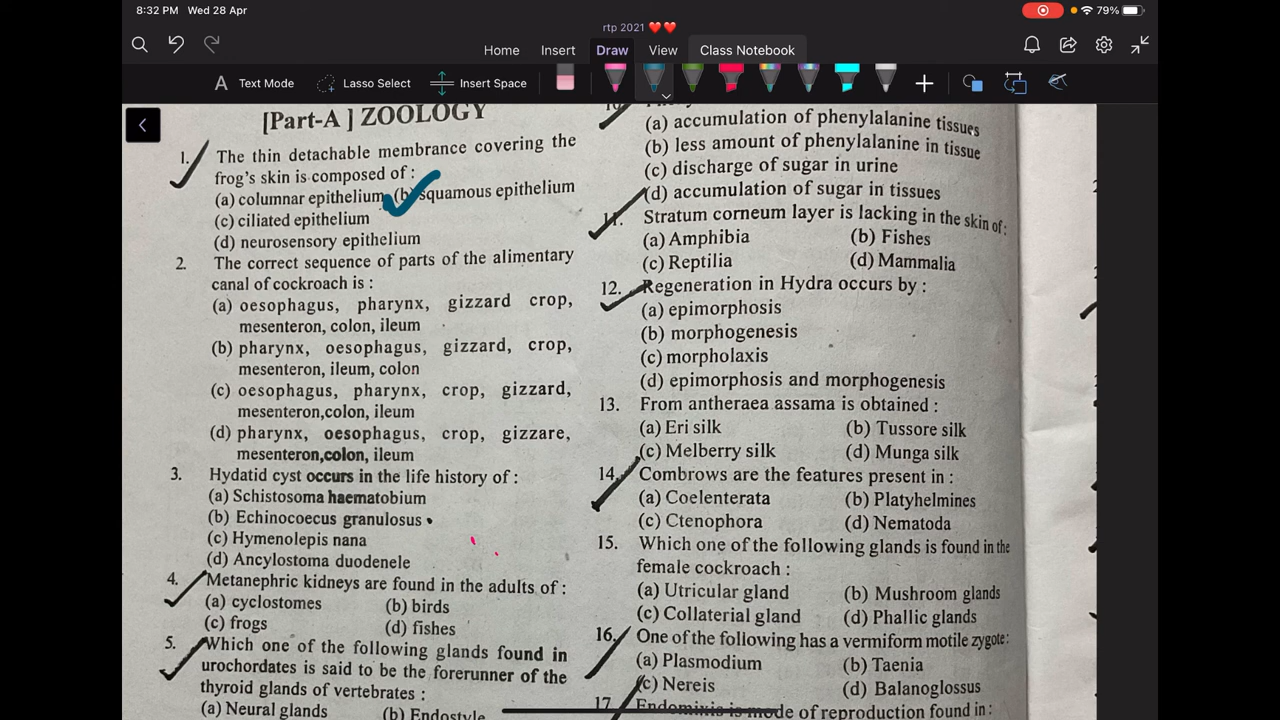 8:32 PM Wed 28 Apr
79%
rtp 2021 ❤️❤️
Home Insert Draw View Class Notebook
Text Mode Lasso Select Insert Space
[Part-A ] ZOOLOGY
1. The thin detachable membrane covering the
frog's skin is composed of :
(a) columnar epithelium (b) squamous epithelium
(c) ciliated epithelium
(d) neurosensory epithelium
2. The correct sequence of parts of the alimentary
canal of cockroach is :
(a) oesophagus, pharynx, gizzard crop,
mesenteron, colon, ileum
(b) pharynx, oesophagus, gizzard, crop,
mesenteron, ileum, colon
(c) oesophagus, pharynx, crop, gizzard,
mesenteron,colon, ileum
(d) pharynx, oesophagus, crop, gizzare,
mesenteron,colon, ileum
3. Hydatid cyst occurs in the life history of :
(a) Schistosoma haematobium
(b) Echinocoecus granulosus
(c) Hymenolepis nana
(d) Ancylostoma duodenele
4. Metanephric kidneys are found in the adults of :
(a) cyclostomes (b) birds
(c) frogs (d) fishes
5. Which one of the following glands found in
urochordates is said to be the forerunner of the
thyroid glands of vertebrates :
(a) Neural glands (b) Endostyle
10.
(a) accumulation of phenylalanine tissues
(b) less amount of phenylalanine in tissue
(c) discharge of sugar in urine
(d) accumulation of sugar in tissues
11. Stratum corneum layer is lacking in the skin of:
(a) Amphibia (b) Fishes
(c) Reptilia (d) Mammalia
12. Regeneration in Hydra occurs by :
(a) epimorphosis
(b) morphogenesis
(c) morpholaxis
(d) epimorphosis and morphogenesis
13. From antheraea assama is obtained :
(a) Eri silk (b) Tussore silk
(c) Melberry silk (d) Munga silk
14. Combrows are the features present in :
(a) Coelenterata (b) Platyhelmines
(c) Ctenophora (d) Nematoda
15. Which one of the following glands is found in the
female cockroach :
(a) Utricular gland (b) Mushroom glands
(c) Collaterial gland (d) Phallic glands
16. One of the following has a vermiform motile zygote:
(a) Plasmodium (b) Taenia
(c) Nereis (d) Balanoglossus
17. Endomixis is mode of reproduction found in :